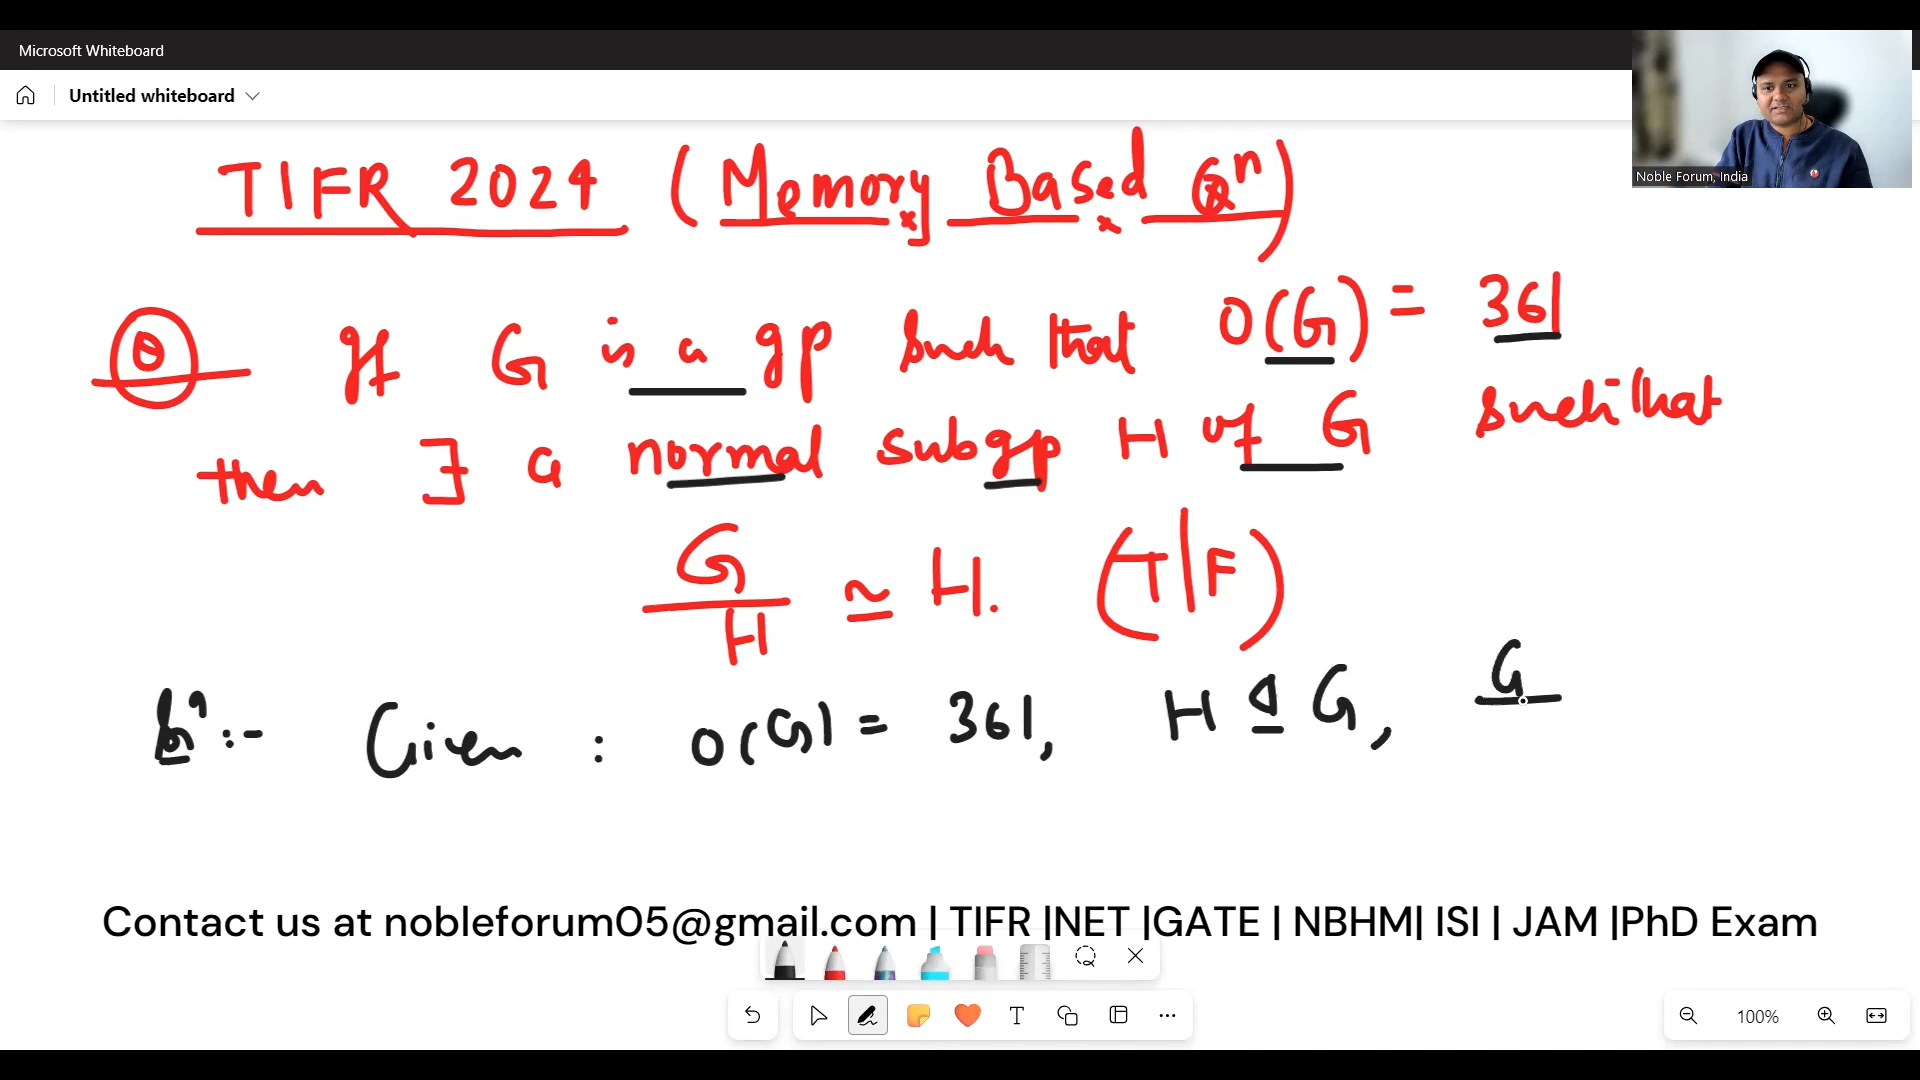 Microsoft Whiteboard
Untitled whiteboard
Noble Forum, India
TIFR 2024 (Memory Based Qⁿ)
Q If G is a gp such that O(G) = 361
then ∃ a normal subgp H of G such that
G/H ≃ H. (T|F)
Solⁿ :- Given : O(G) = 361, H ⊴ G, G
Contact us at nobleforum05@gmail.com | TIFR |NET |GATE | NBHM| ISI | JAM |PhD Exam
100%